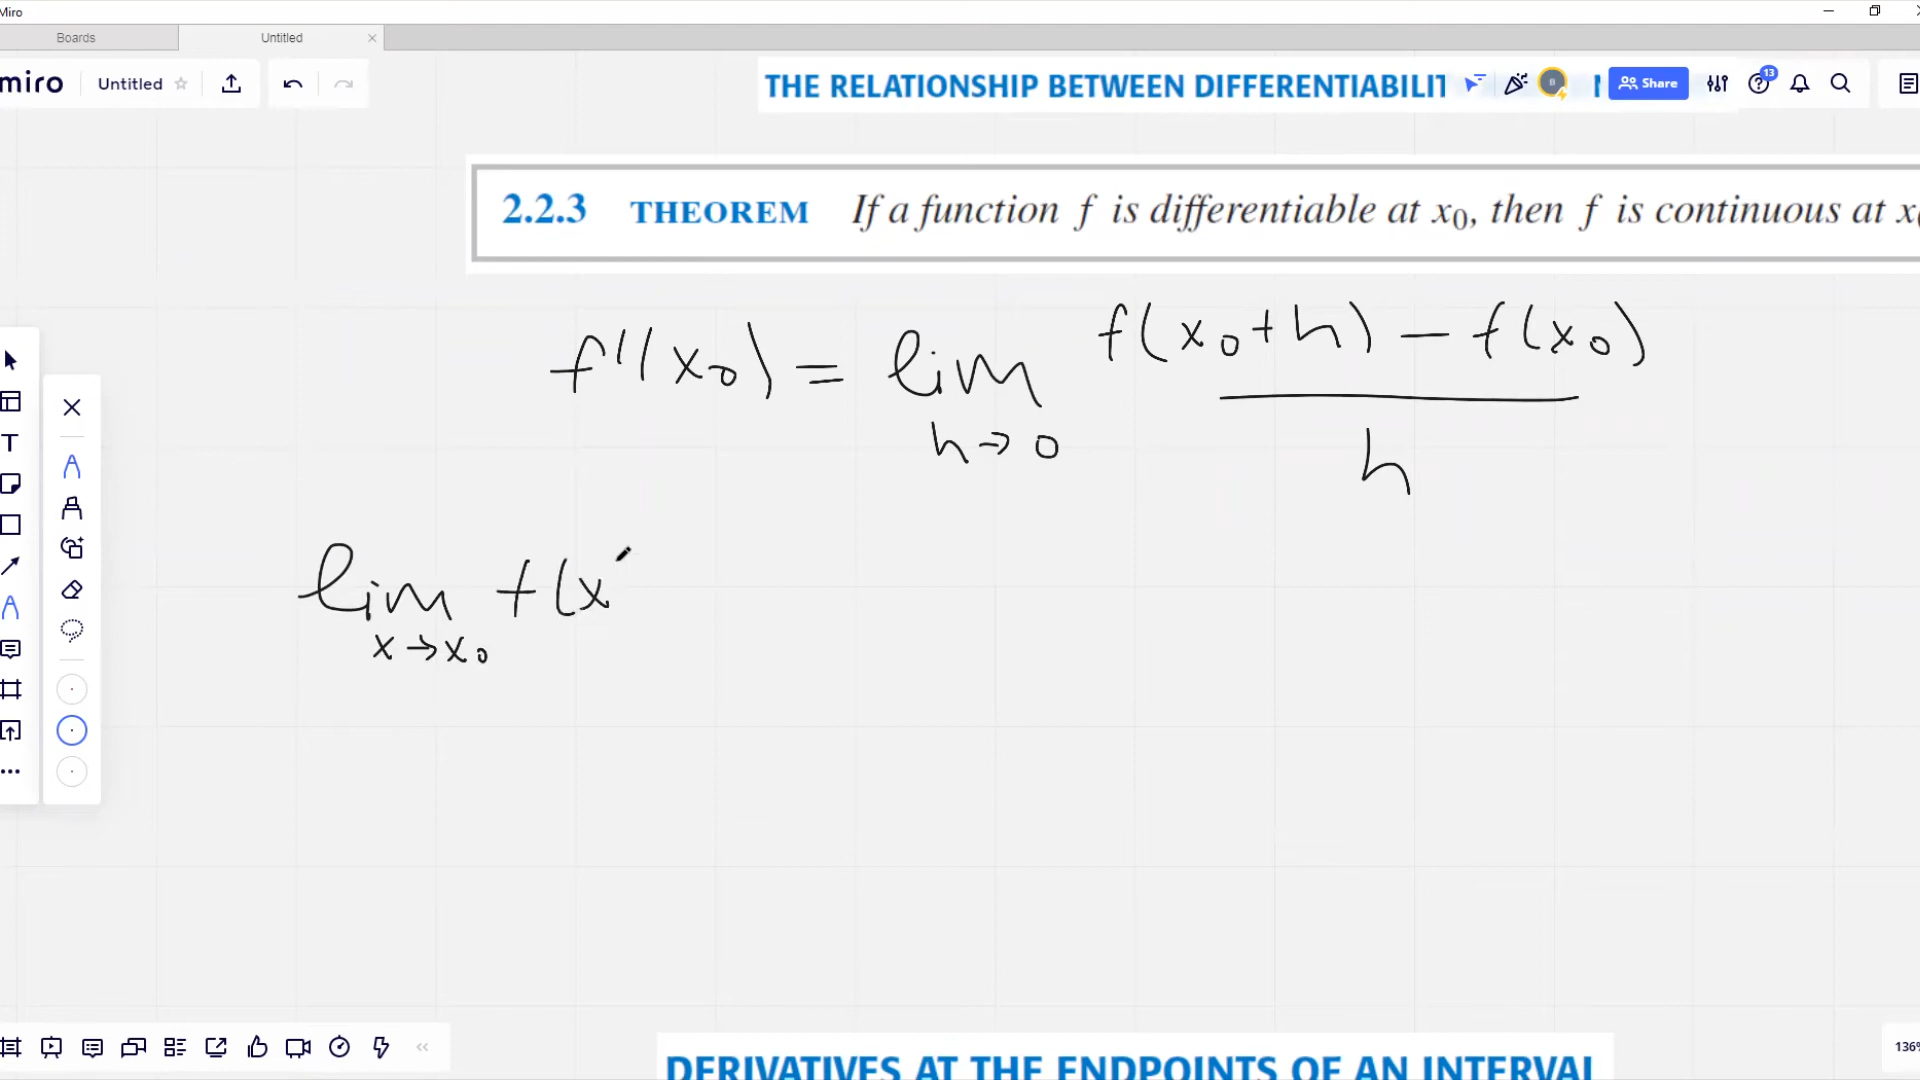 Miro
Boards
Untitled
miro Untitled
THE RELATIONSHIP BETWEEN DIFFERENTIABILIT
Share
13
2.2.3 THEOREM If a function f is differentiable at x₀, then f is continuous at x₀
f'(x₀) = lim f(x₀+h) − f(x₀)
h→0 h
lim f(x
x→x₀
136%
DERIVATIVES AT THE ENDPOINTS OF AN INTERVAL